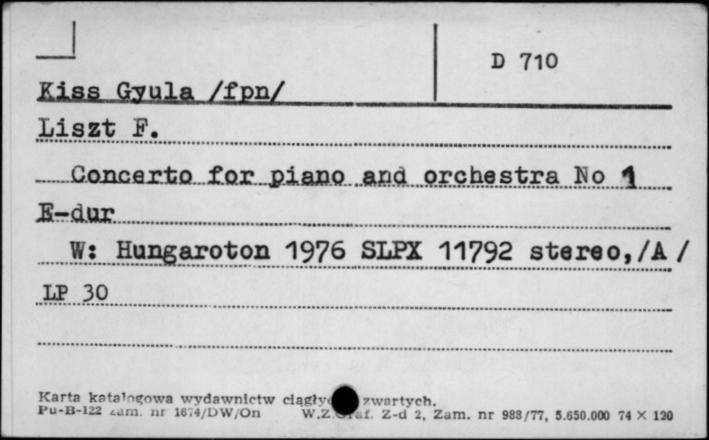 D 710
Kiss Gyula /fpn/
Liszt F.
Concerto for piano and orchestra No 1
E-dur
W: Hungaroton 1976 SLPX 11792 stereo,/A/
LP 30
Karta katalogowa wydawnictw ciągłyc zwartych.
Pu-B-122 zam. nr 1674/DW/On W.Z.Graf. Z-d 2, Zam. nr 988/77, 5.650.000 74 × 120